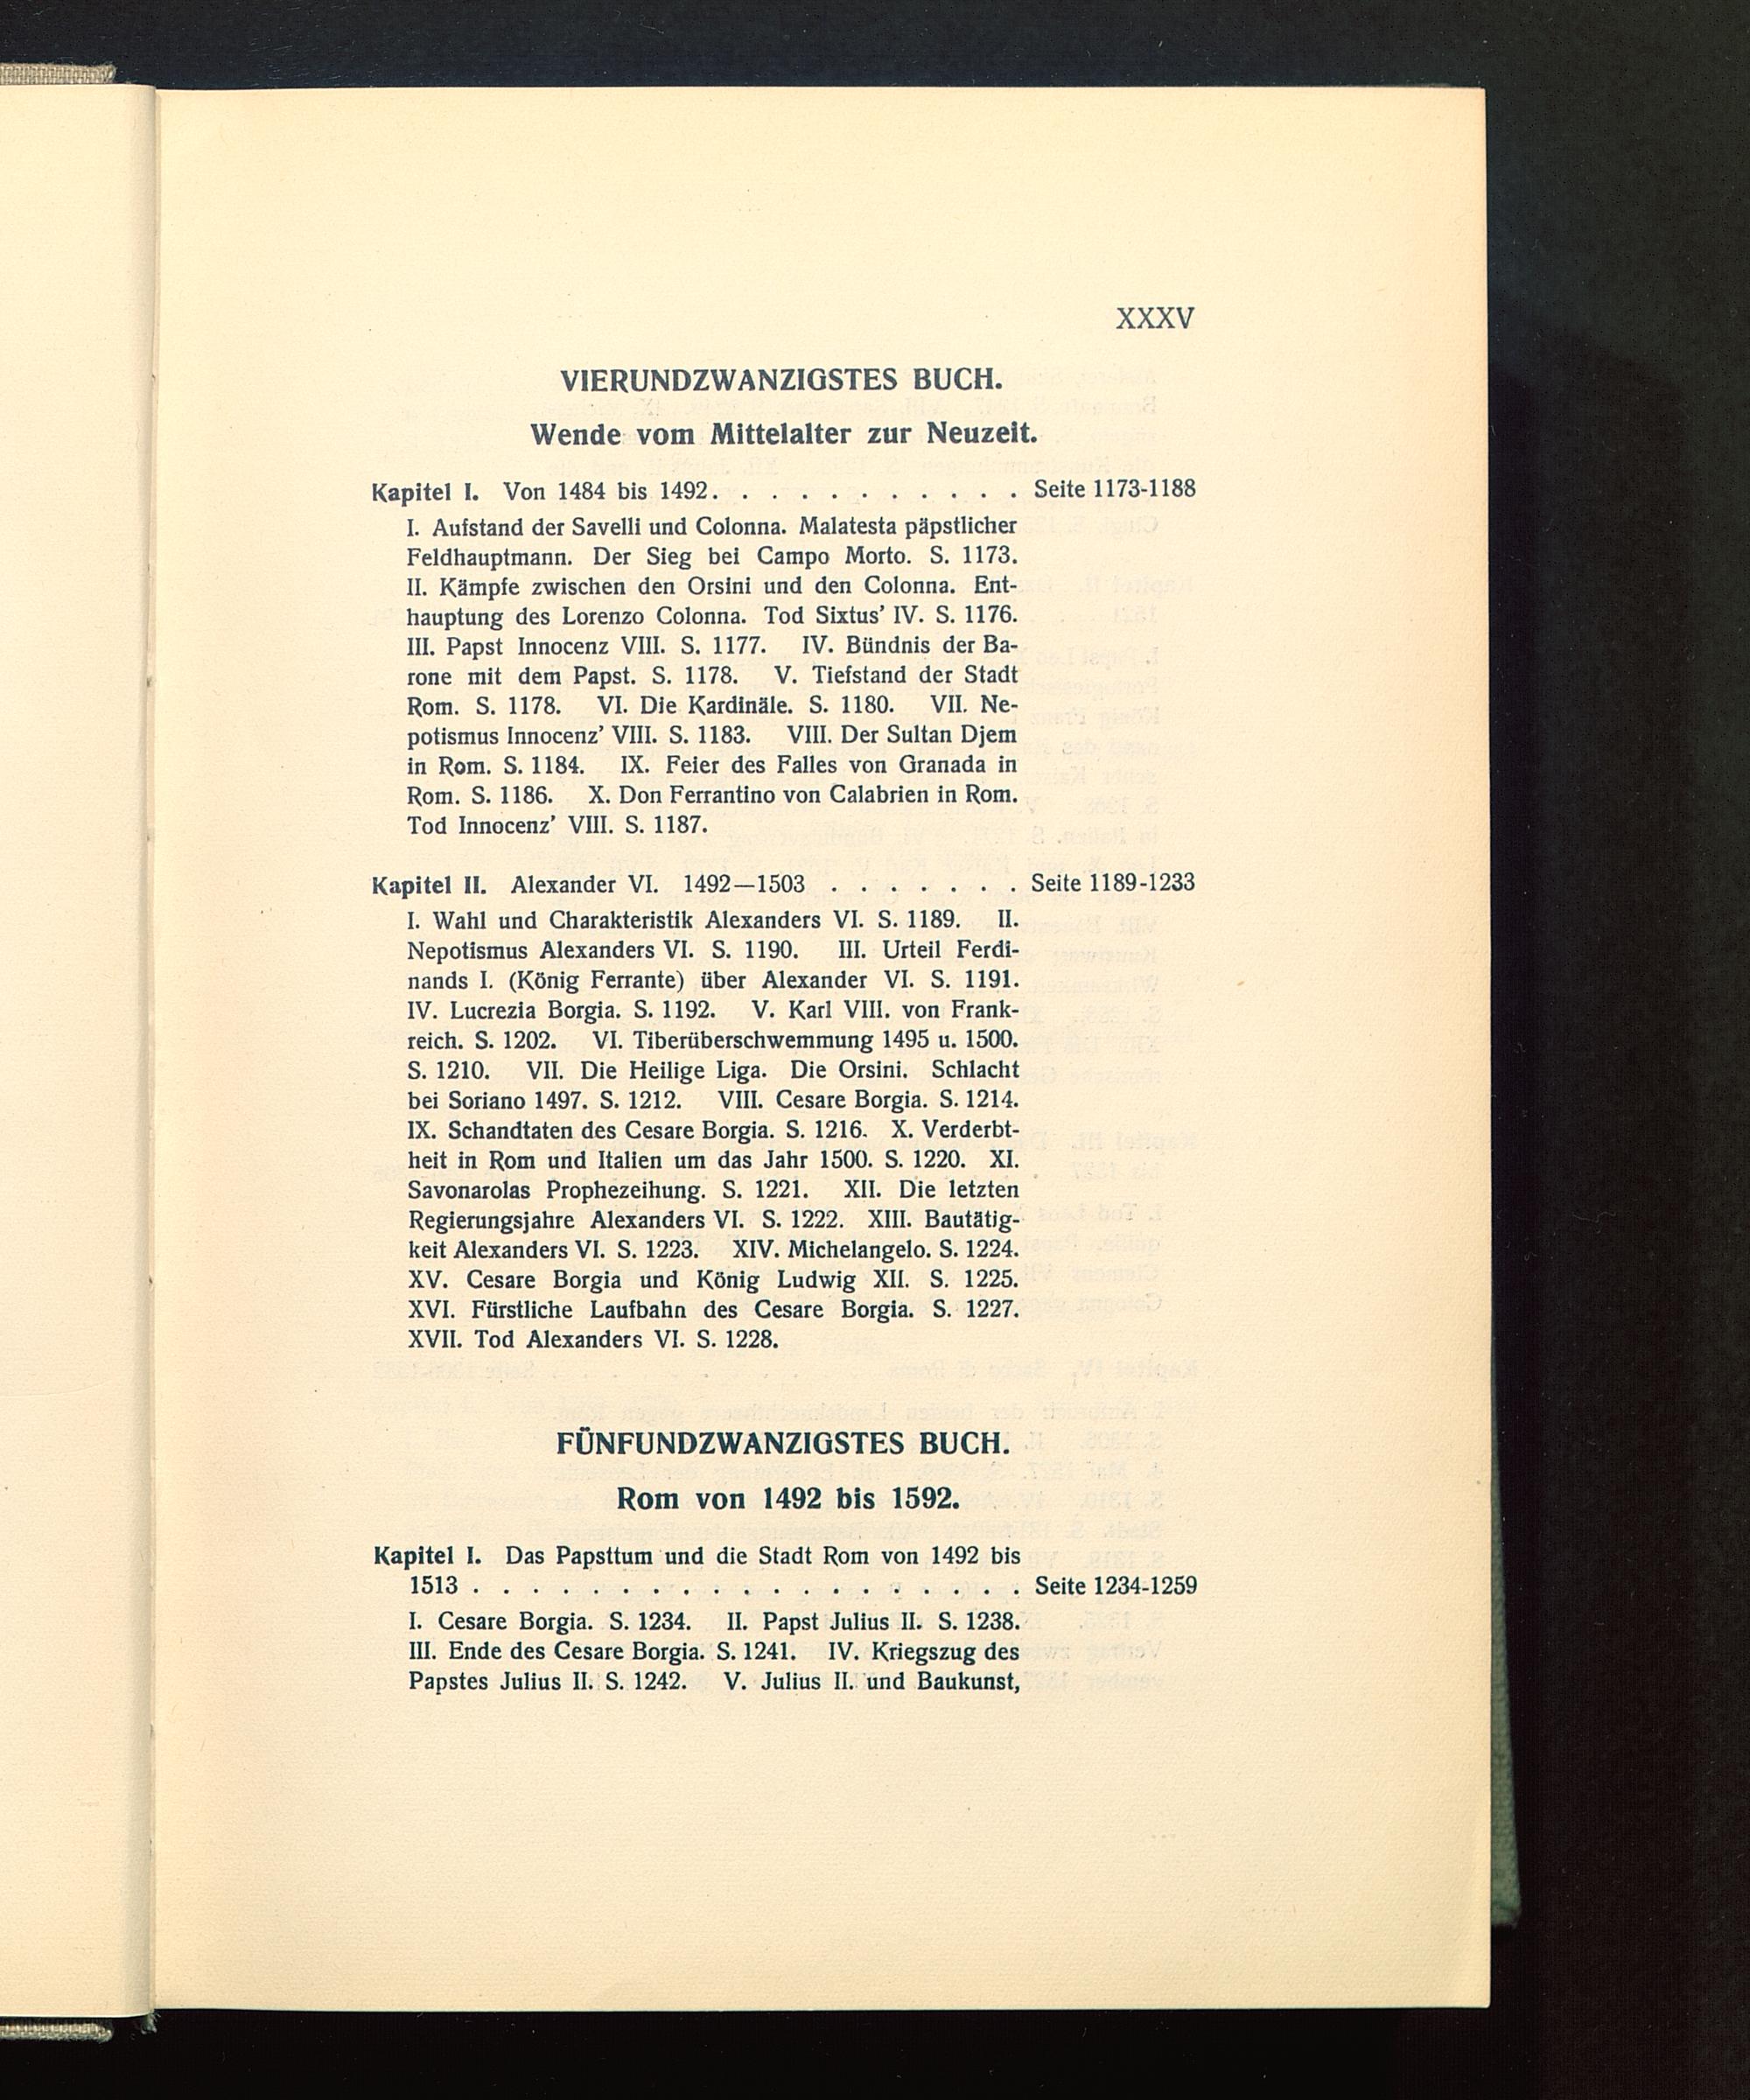 XXXV
VIERUNDZWANZIGSTES BUCH.
Wende vom Mittelalter zur Neuzeit.
Kapitel I. Von 1484 bis 1492. . . . . . . . . . . . Seite 1173-1188
I. Aufstand der Savelli und Colonna. Malatesta päpstlicher
Feldhauptmann. Der Sieg bei Campo Morto. S. 1173.
II. Kämpfe zwischen den Orsini und den Colonna. Ent-
hauptung des Lorenzo Colonna. Tod Sixtus’ IV. S. 1176.
III. Papst Innocenz VIII. S. 1177. IV. Bündnis der Ba-
rone mit dem Papst. S. 1178. V. Tiefstand der Stadt
Rom. S. 1178. VI. Die Kardinäle. S. 1180. VII. Ne-
potismus Innocenz’ VIII. S. 1183. VIII. Der Sultan Djem
in Rom. S. 1184. IX. Feier des Falles von Granada in
Rom. S. 1186. X. Don Ferrantino von Calabrien in Rom.
Tod Innocenz’ VIII. S. 1187.
Kapitel II. Alexander VI. 1492—1503 . . . . . . . Seite 1189-1233
I. Wahl und Charakteristik Alexanders VI. S. 1189. II.
Nepotismus Alexanders VI. S. 1190. III. Urteil Ferdi-
nands I. (König Ferrante) über Alexander VI. S. 1191.
IV. Lucrezia Borgia. S. 1192. V. Karl VIII. von Frank-
reich. S. 1202. VI. Tiberüberschwemmung 1495 u. 1500.
S. 1210. VII. Die Heilige Liga. Die Orsini. Schlacht
bei Soriano 1497. S. 1212. VIII. Cesare Borgia. S. 1214.
IX. Schandtaten des Cesare Borgia. S. 1216. X. Verderbt-
heit in Rom und Italien um das Jahr 1500. S. 1220. XI.
Savonarolas Prophezeihung. S. 1221. XII. Die letzten
Regierungsjahre Alexanders VI. S. 1222. XIII. Bautätig-
keit Alexanders VI. S. 1223. XIV. Michelangelo. S. 1224.
XV. Cesare Borgia und König Ludwig XII. S. 1225.
XVI. Fürstliche Laufbahn des Cesare Borgia. S. 1227.
XVII. Tod Alexanders VI. S. 1228.
FÜNFUNDZWANZIGSTES BUCH.
Rom von 1492 bis 1592.
Kapitel I. Das Papsttum und die Stadt Rom von 1492 bis
1513 . . . . . . . . . . . . . . . . . . . Seite 1234-1259
I. Cesare Borgia. S. 1234. II. Papst Julius II. S. 1238.
III. Ende des Cesare Borgia. S. 1241. IV. Kriegszug des
Papstes Julius II. S. 1242. V. Julius II. und Baukunst,